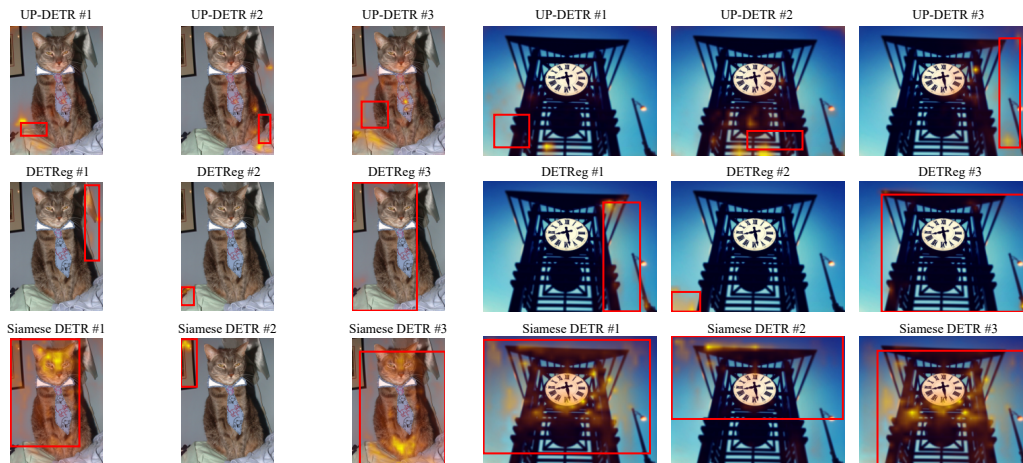 UP-DETR #1 UP-DETR #2 UP-DETR #3 UP-DETR #1 UP-DETR #2 UP-DETR #3
DETReg #1 DETReg #2 DETReg #3 DETReg #1 DETReg #2 DETReg #3
Siamese DETR #1 Siamese DETR #2 Siamese DETR #3 Siamese DETR #1 Siamese DETR #2 Siamese DETR #3